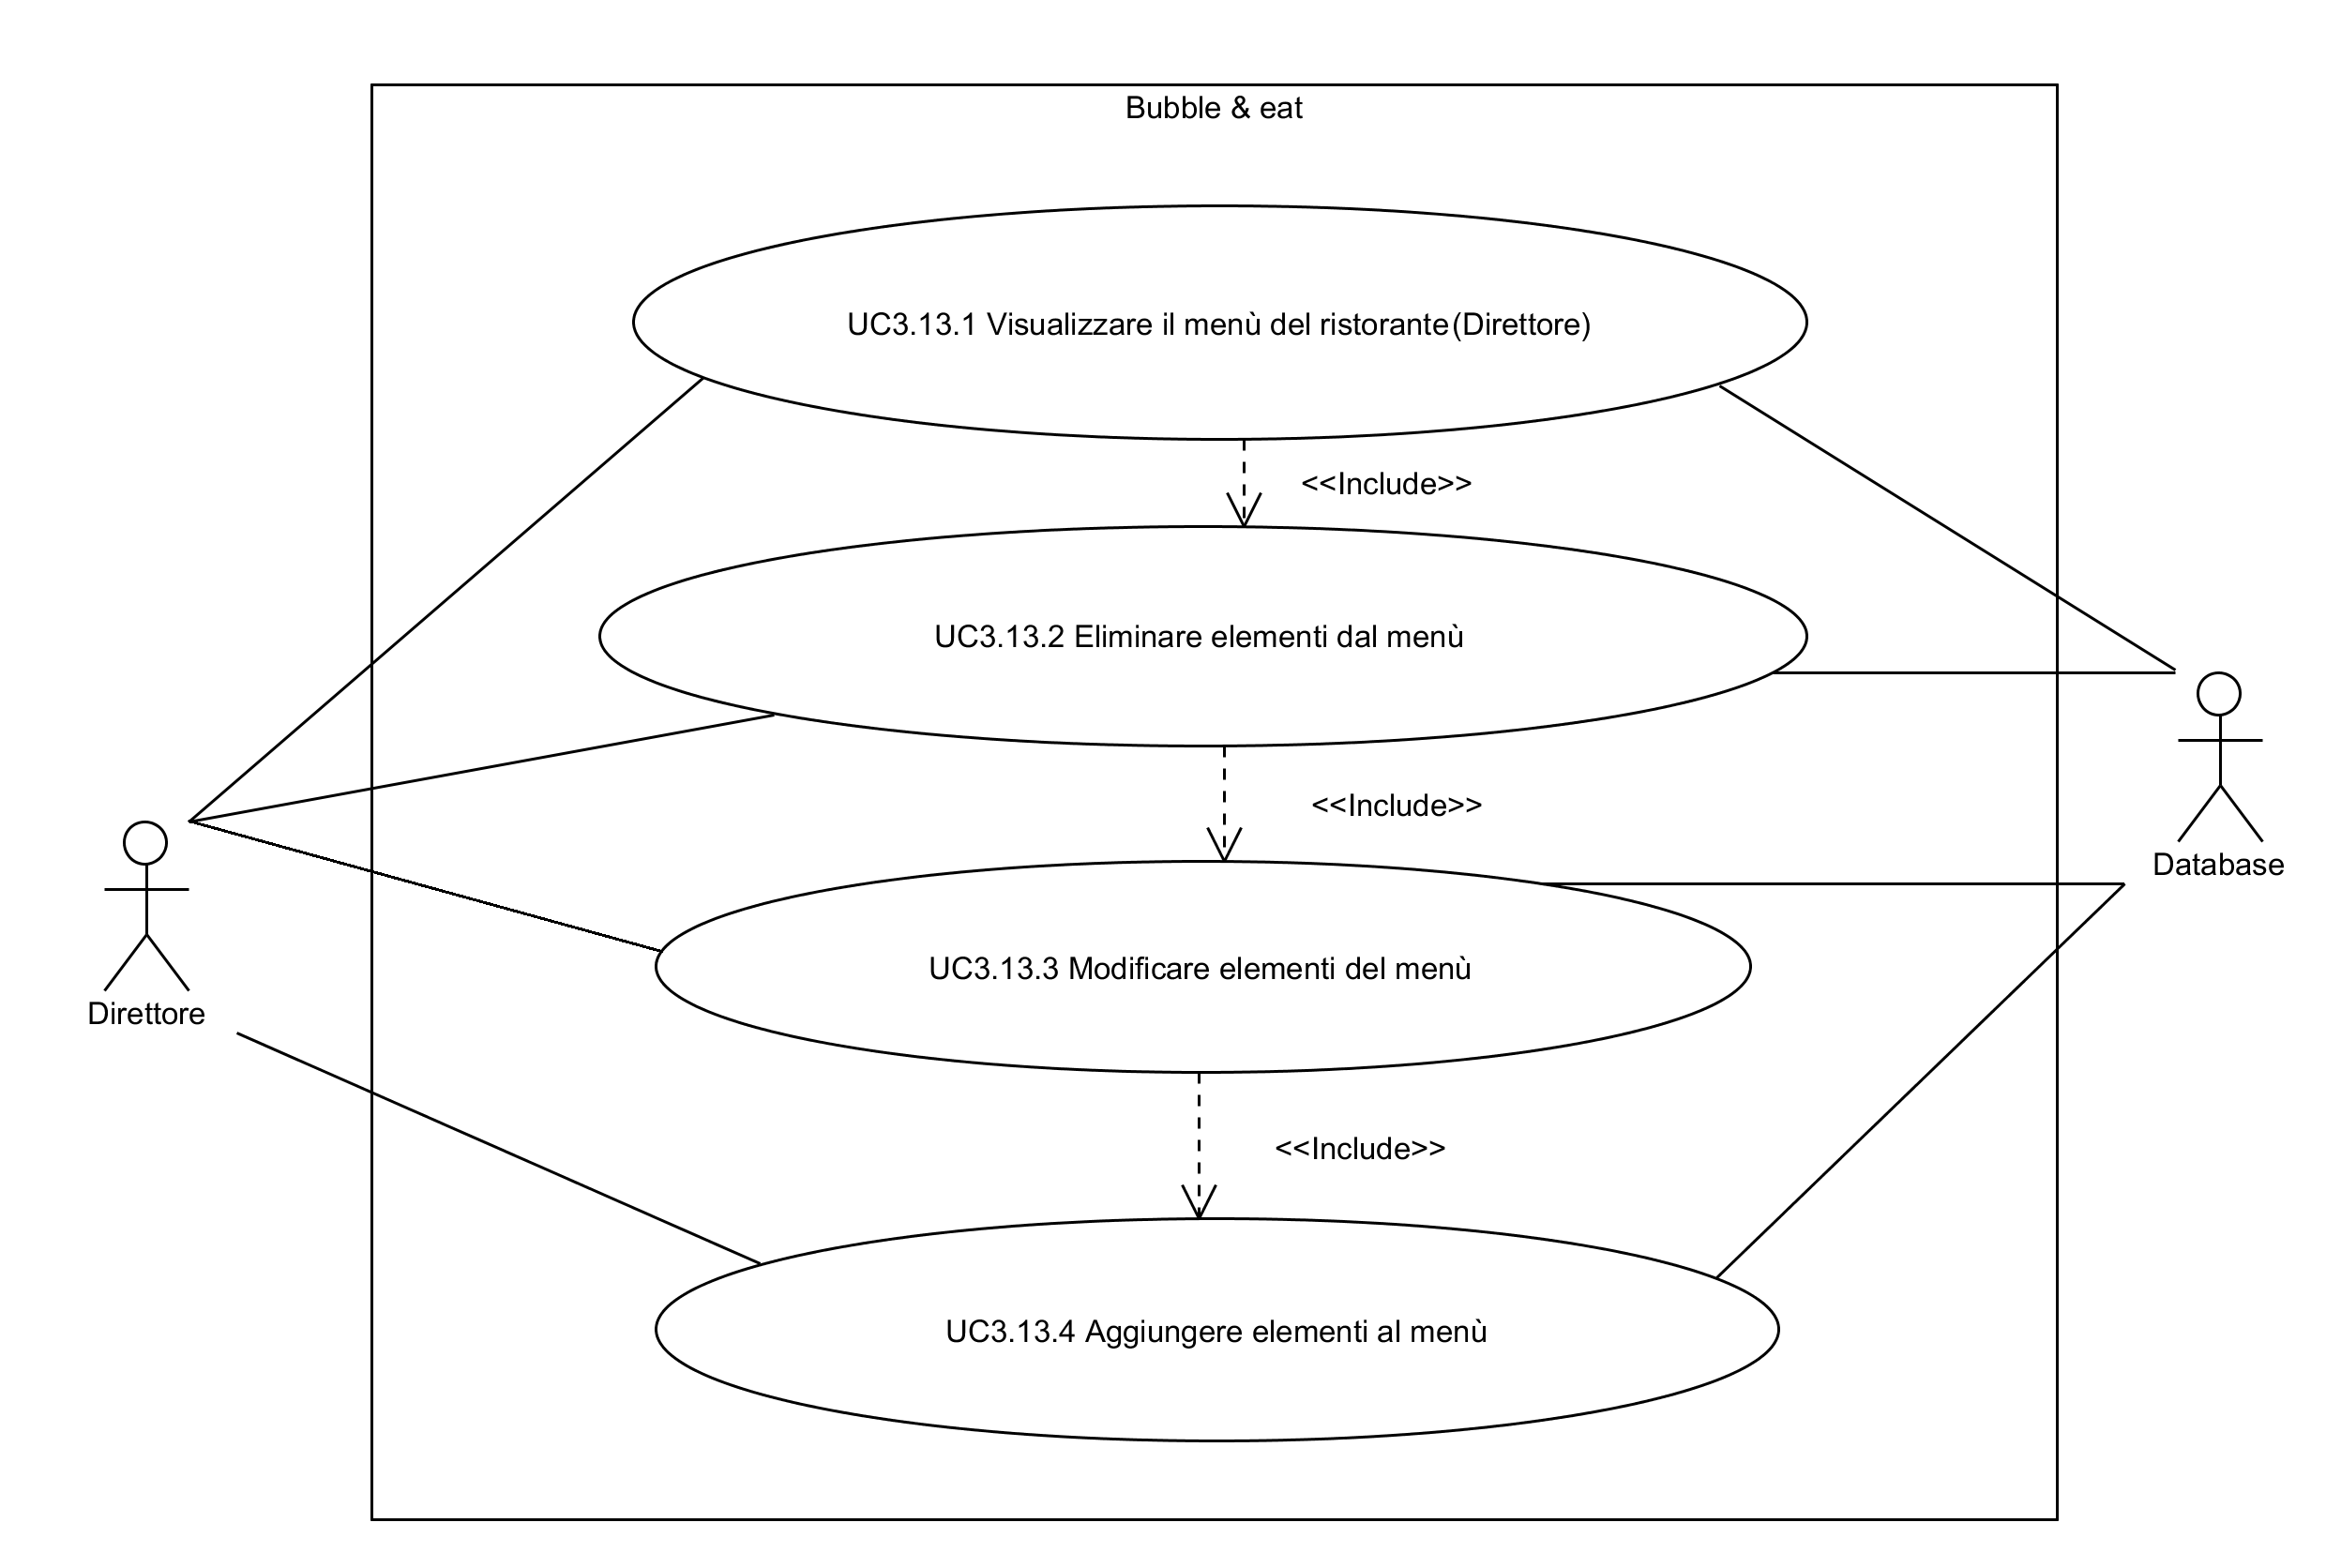 Bubble & eat
UC3.13.1 Visualizzare il menù del ristorante(Direttore)
<<Include>>
UC3.13.2 Eliminare elementi dal menù
<<Include>>
Database
UC3.13.3 Modificare elementi del menù
Direttore
<<Include>>
UC3.13.4 Aggiungere elementi al menù